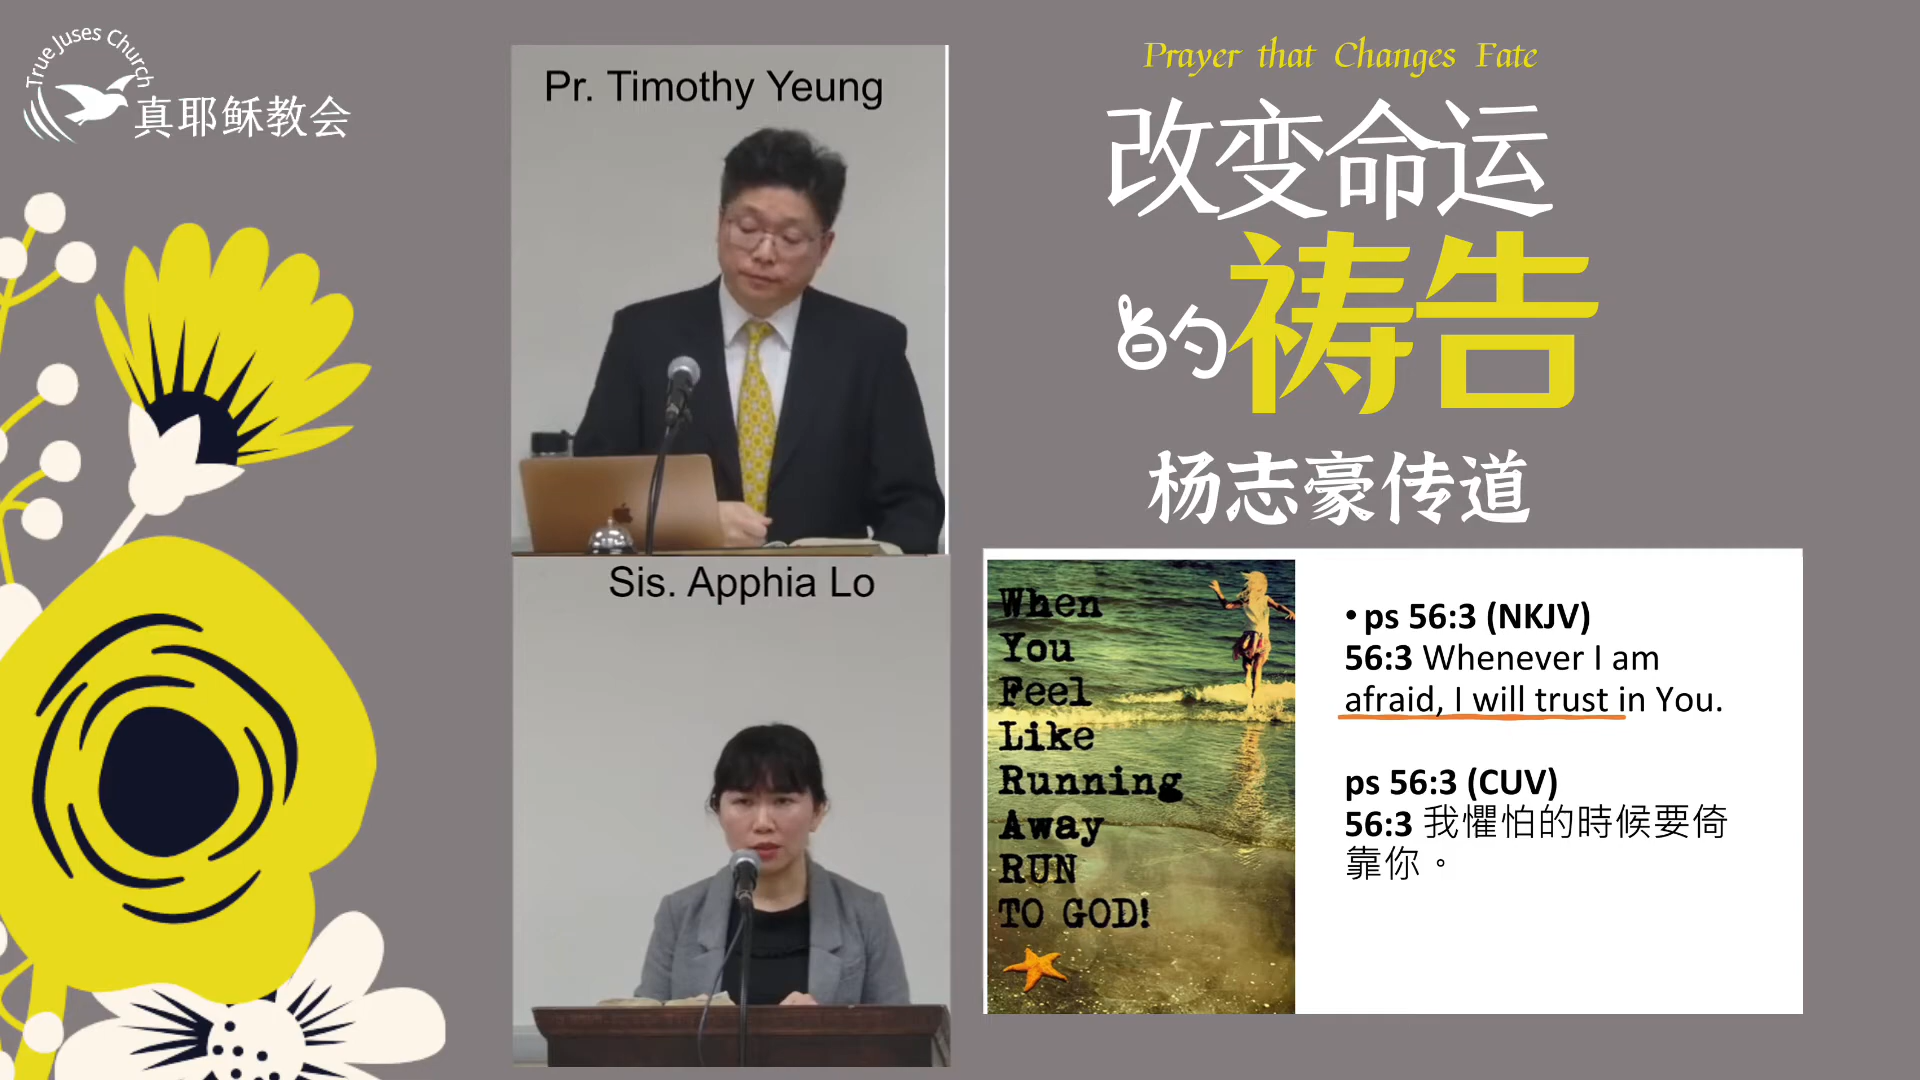 True Juses Church
真耶稣教会
Pr. Timothy Yeung
Sis. Apphia Lo
Prayer that Changes Fate
改变命运
的祷告
杨志豪传道
When
You
Feel
Like
Running
Away
RUN
TO GOD!
•ps 56:3 (NKJV)
56:3 Whenever I am
afraid, I will trust in You.
ps 56:3 (CUV)
56:3 我懼怕的時候要倚
靠你。